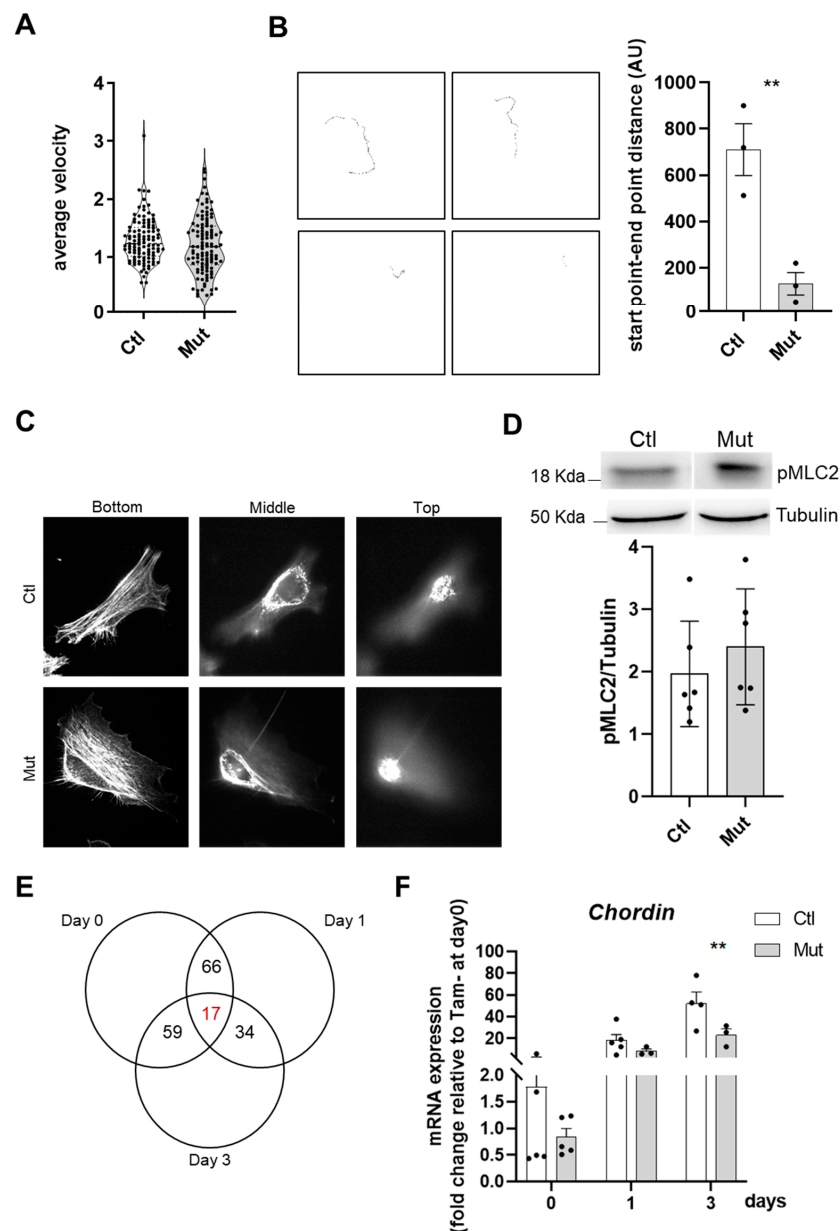 A
average velocity
4
3
2
1
0
Ctl
Mut
B
start point-end point distance (AU)
1000
800
600
400
200
0
**
Ctl
Mut
C
Bottom
Middle
Top
Ctl
Mut
D
Ctl
Mut
18 Kda
pMLC2
50 Kda
Tubulin
pMLC2/Tubulin
4
3
2
1
0
Ctl
Mut
E
Day 0
Day 1
66
17
59
34
Day 3
F
Chordin
Ctl
Mut
mRNA expression
(fold change relative to Tam- at day0)
100
80
60
40
20
2.0
1.5
1.0
0.5
0.0
**
0
1
3
days